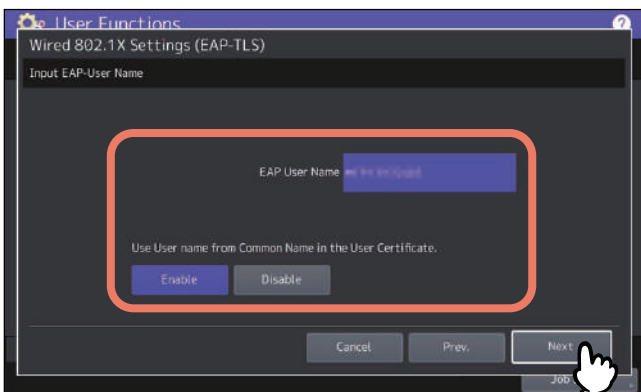 User Functions
?
Wired 802.1X Settings (EAP-TLS)
Input EAP-User Name
EAP User Name
Use User name from Common Name in the User Certificate.
Enable Disable
Cancel Prev. Next
Job